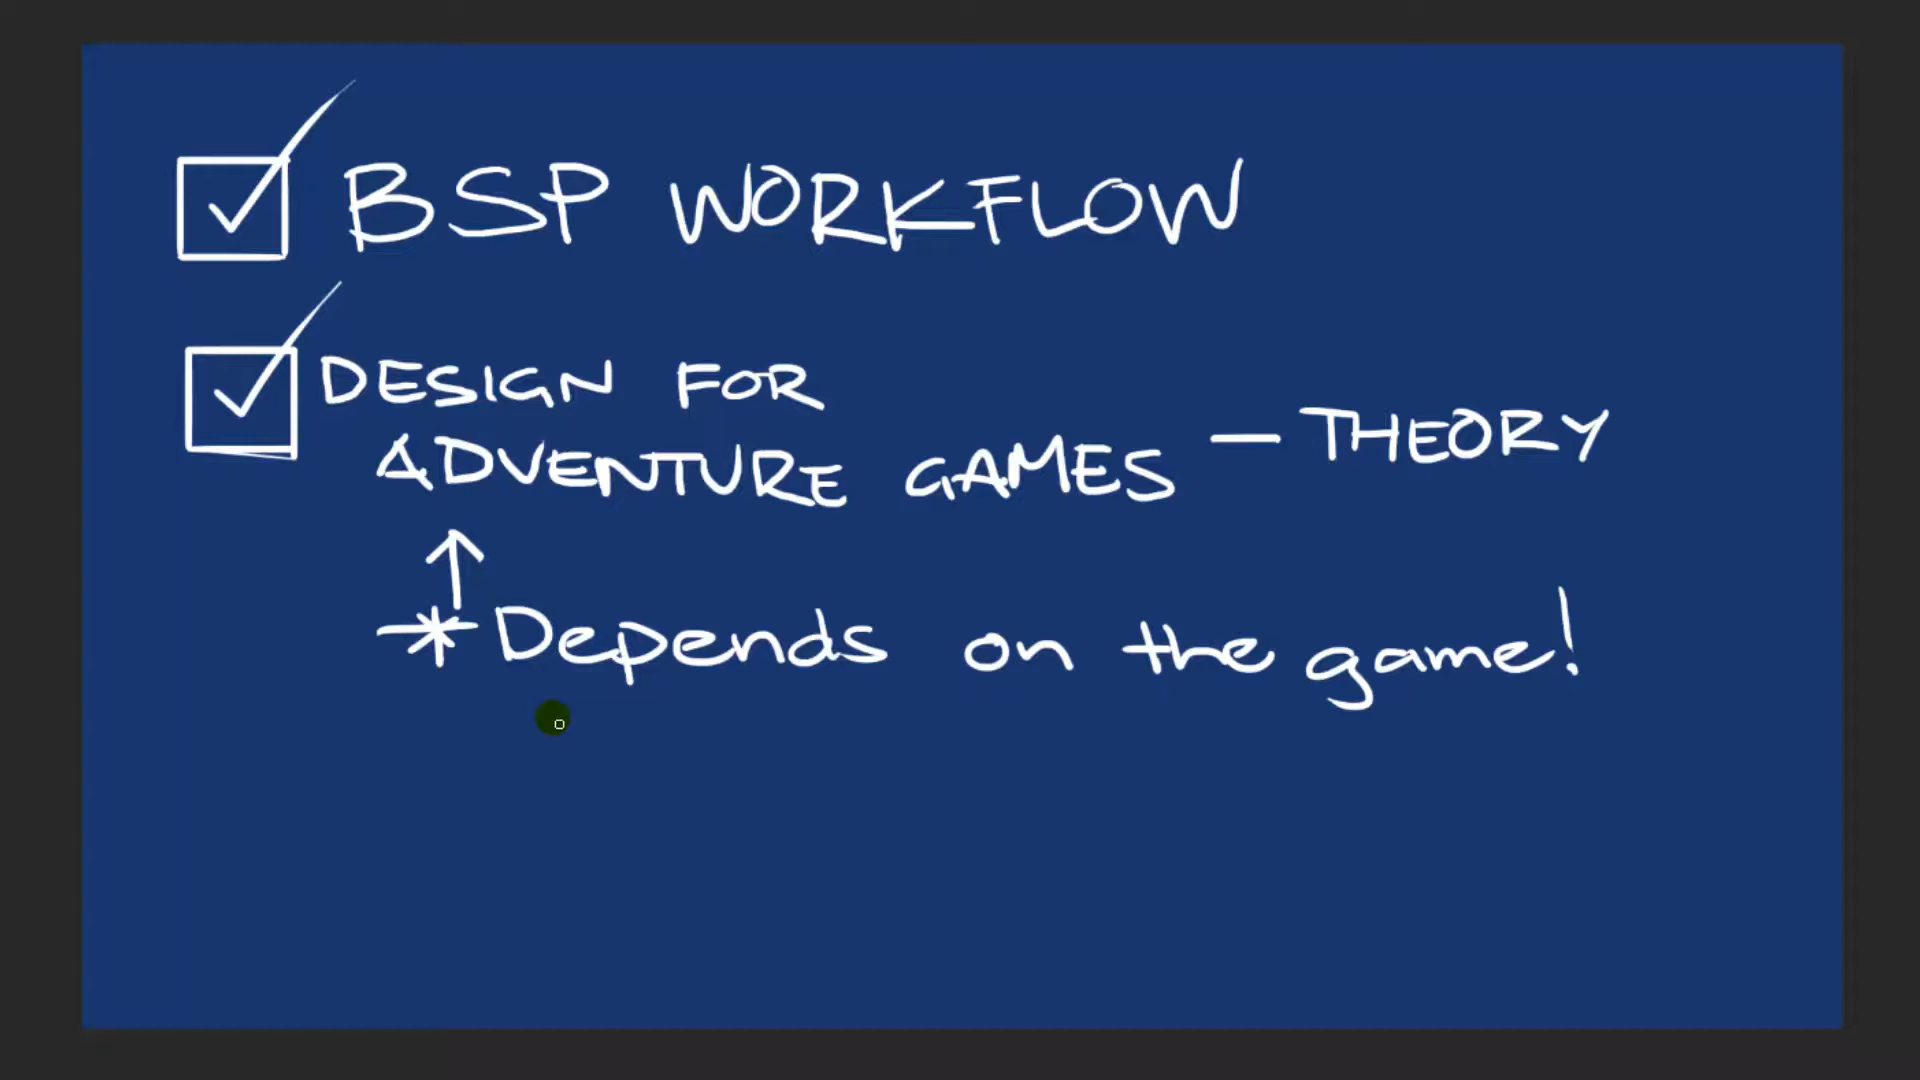 BSP WORKFLOW
DESIGN FOR
ADVENTURE GAMES — THEORY
* Depends on the game!